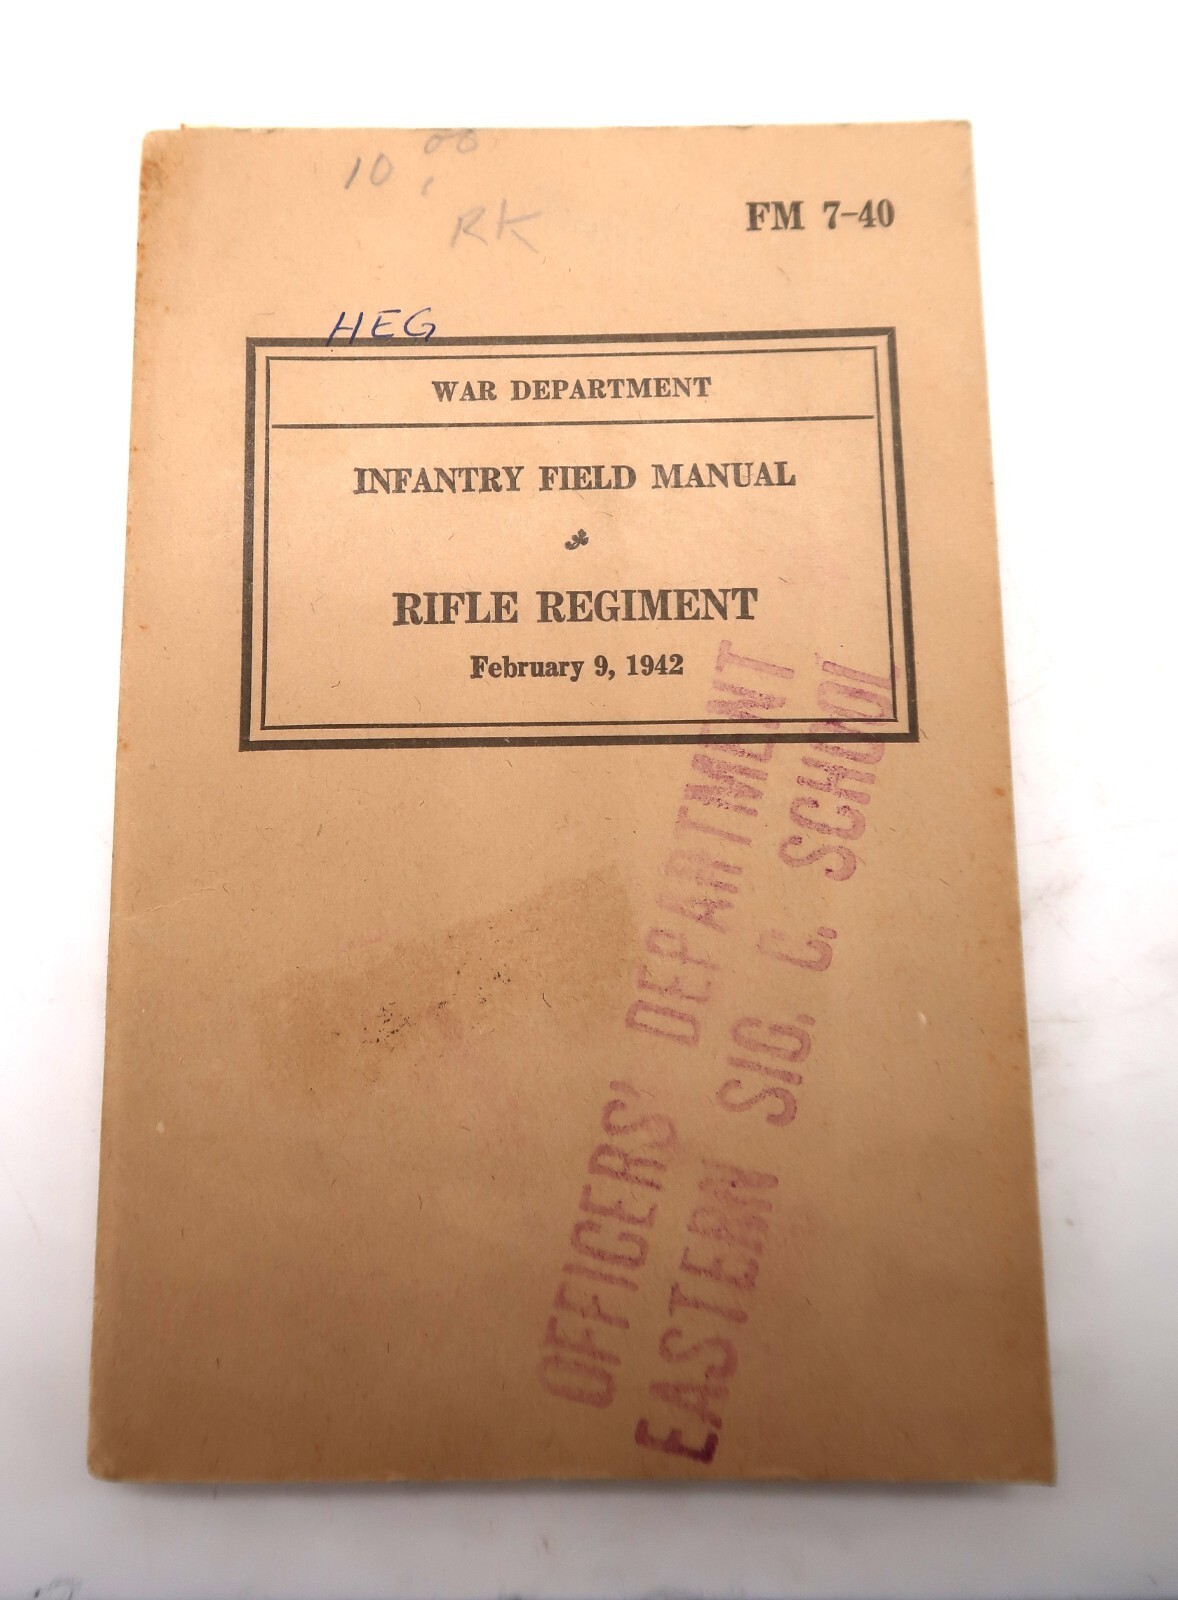 10.00
RK
FM 7-40
HEG
WAR DEPARTMENT
INFANTRY FIELD MANUAL
RIFLE REGIMENT
February 9, 1942
OFFICERS' DEPARTMENT
EASTERN SIG. C. SCHOOL